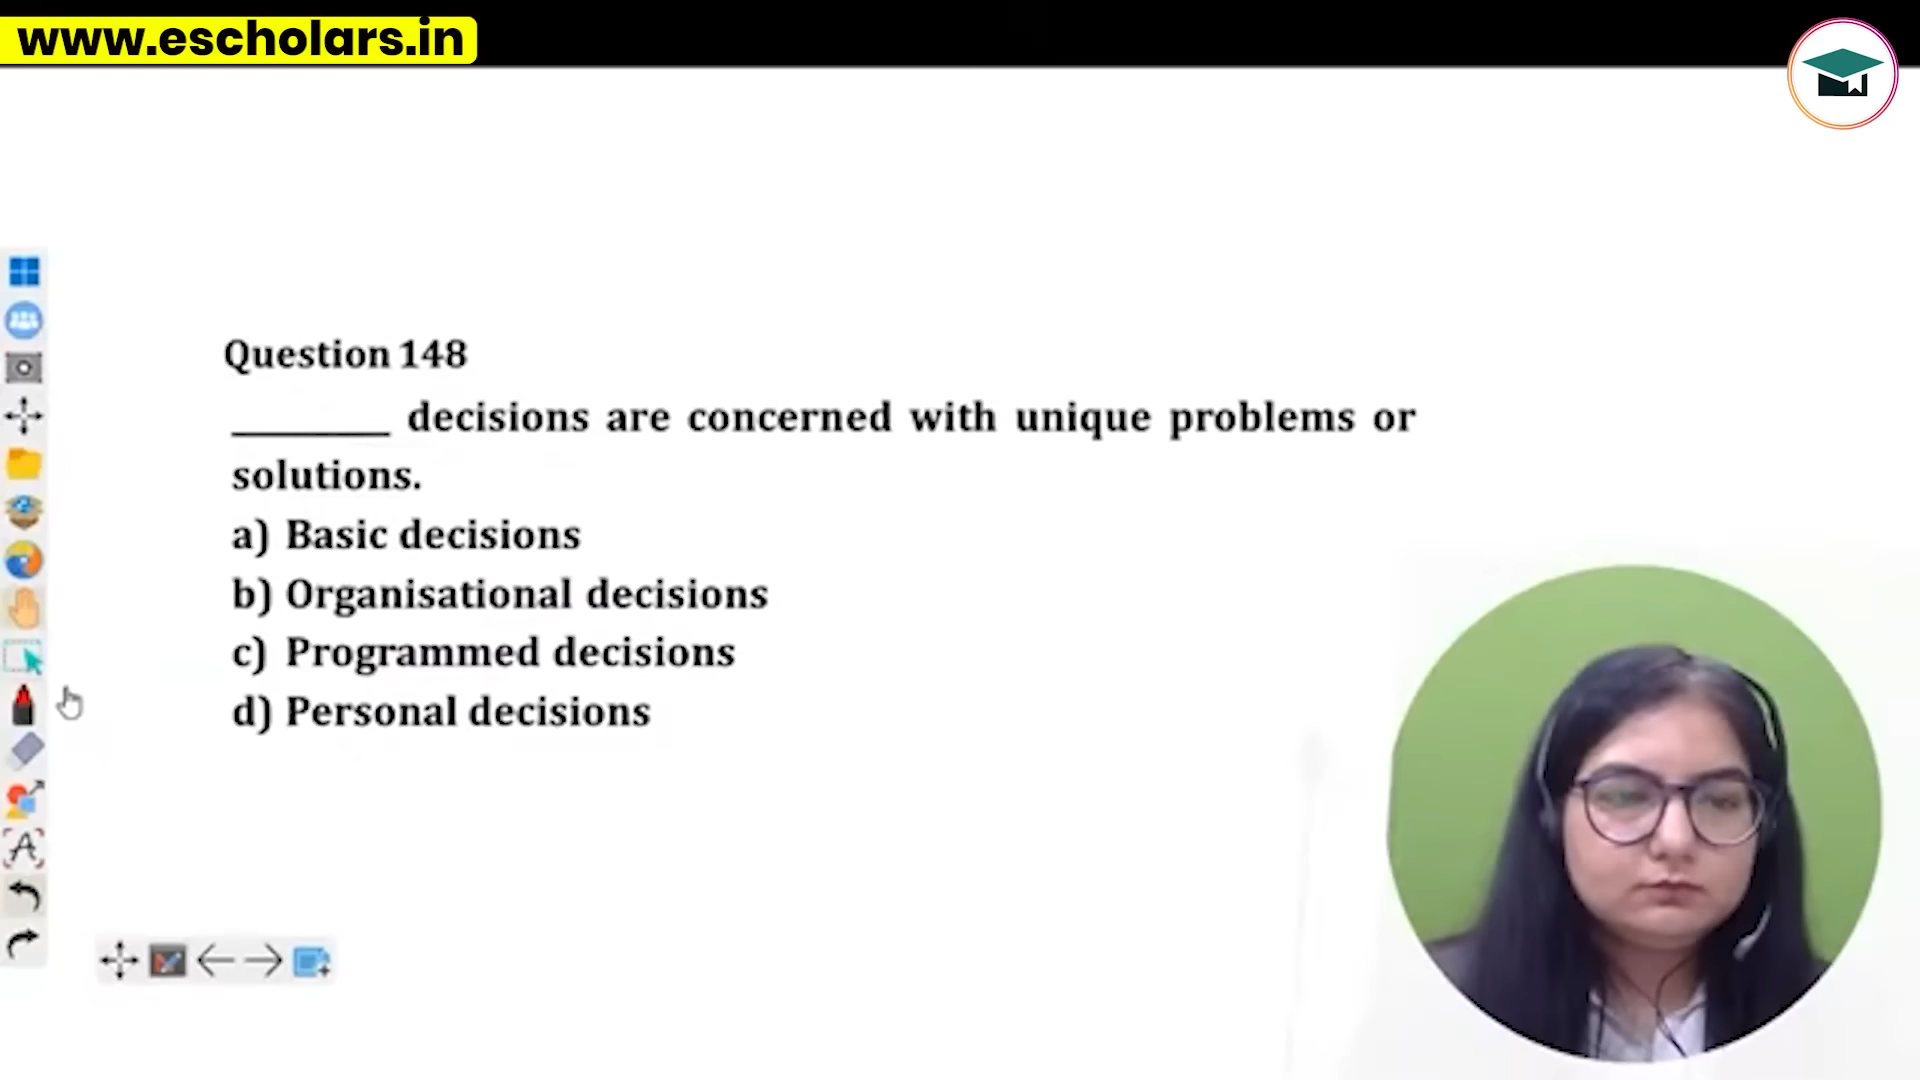 www.escholars.in
Question 148
________ decisions are concerned with unique problems or
solutions.
a) Basic decisions
b) Organisational decisions
c) Programmed decisions
d) Personal decisions